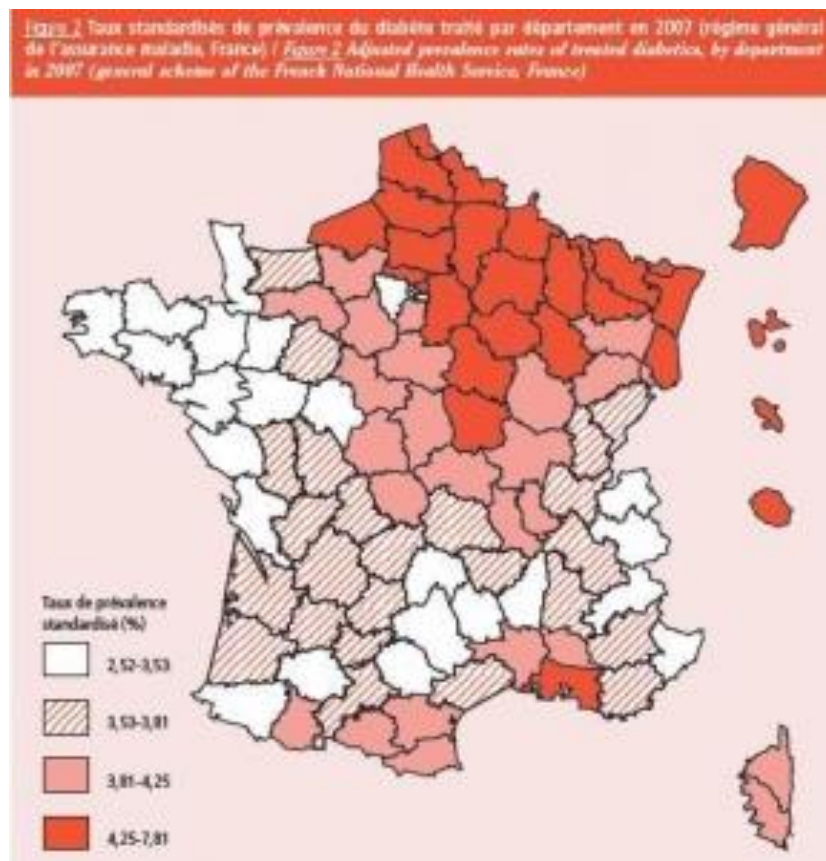 Figure 2 Taux standardisés de prévalence du diabète traité par département en 2007 (régime général
de l'assurance maladie, France) / Figure 2 Adjusted prevalence rates of treated diabetics, by department
in 2007 (general scheme of the French National Health Service, France)
Taux de prévalence
standardisé (%)
2,52-3,53
3,53-3,81
3,81-4,25
4,25-7,81